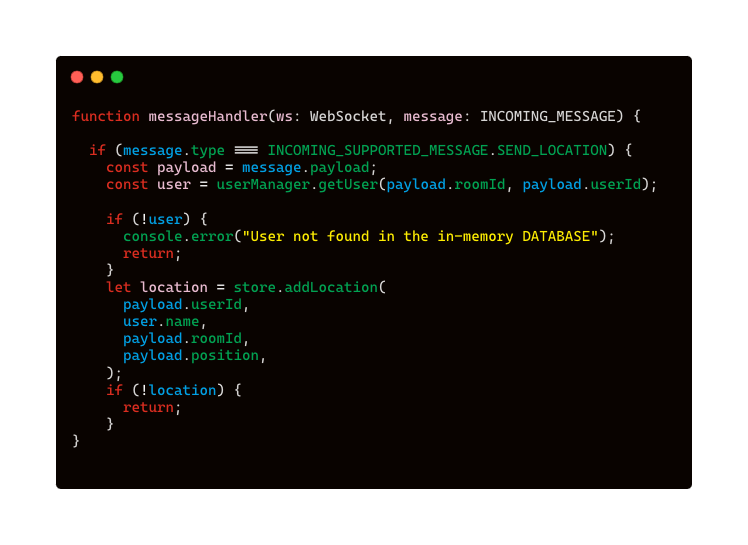 function messageHandler(ws: WebSocket, message: INCOMING_MESSAGE) {
if (message.type === INCOMING_SUPPORTED_MESSAGE.SEND_LOCATION) {
const payload = message.payload;
const user = userManager.getUser(payload.roomId, payload.userId);
if (!user) {
console.error("User not found in the in-memory DATABASE");
return;
}
let location = store.addLocation(
payload.userId,
user.name,
payload.roomId,
payload.position,
);
if (!location) {
return;
}
}